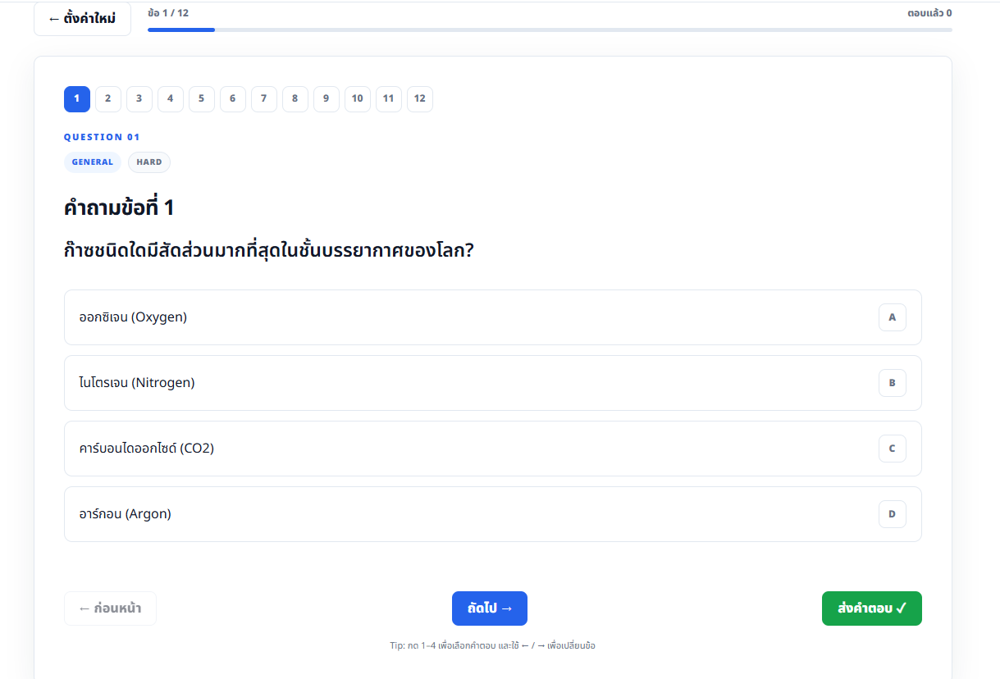 ← ตั้งค่าใหม่
ข้อ 1 / 12
ตอบแล้ว 0
1 2 3 4 5 6 7 8 9 10 11 12
QUESTION 01
GENERAL HARD
คำถามข้อที่ 1
ก๊าซชนิดใดมีสัดส่วนมากที่สุดในชั้นบรรยากาศของโลก?
ออกซิเจน (Oxygen) A
ไนโตรเจน (Nitrogen) B
คาร์บอนไดออกไซด์ (CO2) C
อาร์กอน (Argon) D
← ก่อนหน้า
ถัดไป →
ส่งคำตอบ ✓
Tip: กด 1–4 เพื่อเลือกคำตอบ และใช้ ← / → เพื่อเปลี่ยนข้อ